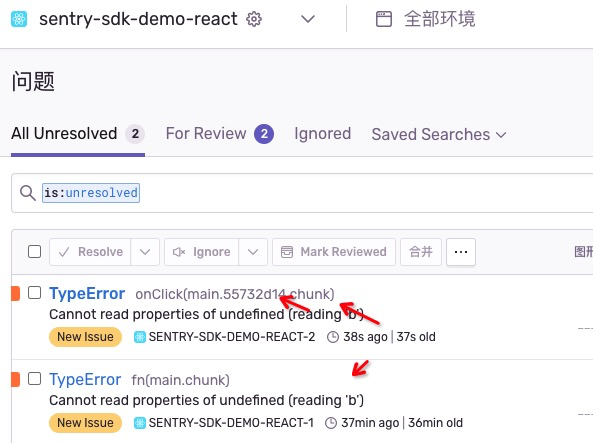 sentry-sdk-demo-react 全部环境
问题
All Unresolved 2 For Review 2 Ignored Saved Searches
is:unresolved
Resolve Ignore Mark Reviewed 合并 ... 图形
TypeError onClick(main.55732d14.chunk)
Cannot read properties of undefined (reading 'b')
New Issue SENTRY-SDK-DEMO-REACT-2 38s ago | 37s old
TypeError fn(main.chunk)
Cannot read properties of undefined (reading 'b')
New Issue SENTRY-SDK-DEMO-REACT-1 37min ago | 36min old